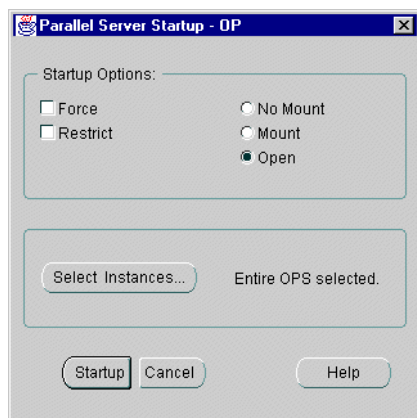 Parallel Server Startup - OP
Startup Options:
Force
No Mount
Restrict
Mount
Open
Select Instances...
Entire OPS selected.
Startup
Cancel
Help